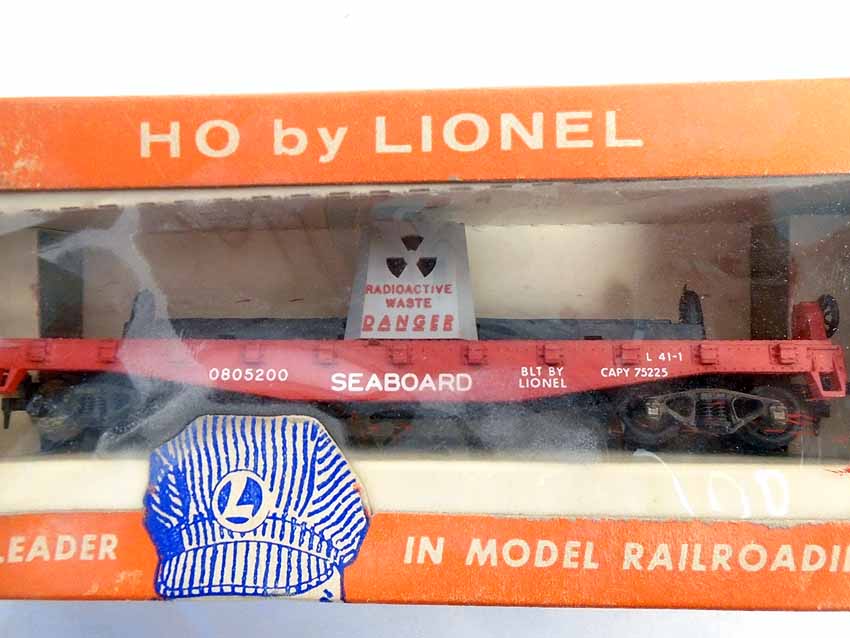 HO by LIONEL
RADIOACTIVE
WASTE
DANGER
0805200
SEABOARD
BLT BY
LIONEL
L 41-1
CAPY 75225
L
LEADER
IN MODEL RAILROADI